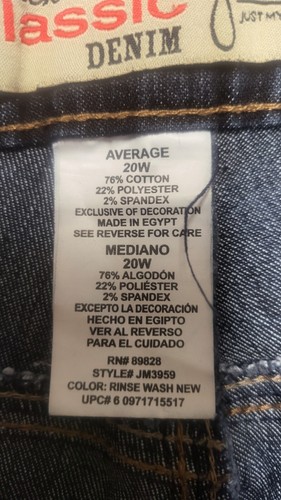 Classic
DENIM
JUST MY
AVERAGE
20W
76% COTTON
22% POLYESTER
2% SPANDEX
EXCLUSIVE OF DECORATION
MADE IN EGYPT
SEE REVERSE FOR CARE
MEDIANO
20W
76% ALGODÓN
22% POLIÉSTER
2% SPANDEX
EXCEPTO LA DECORACIÓN
HECHO EN EGIPTO
VER AL REVERSO
PARA EL CUIDADO
RN# 89828
STYLE# JM3959
COLOR: RINSE WASH NEW
UPC# 6 0971715517